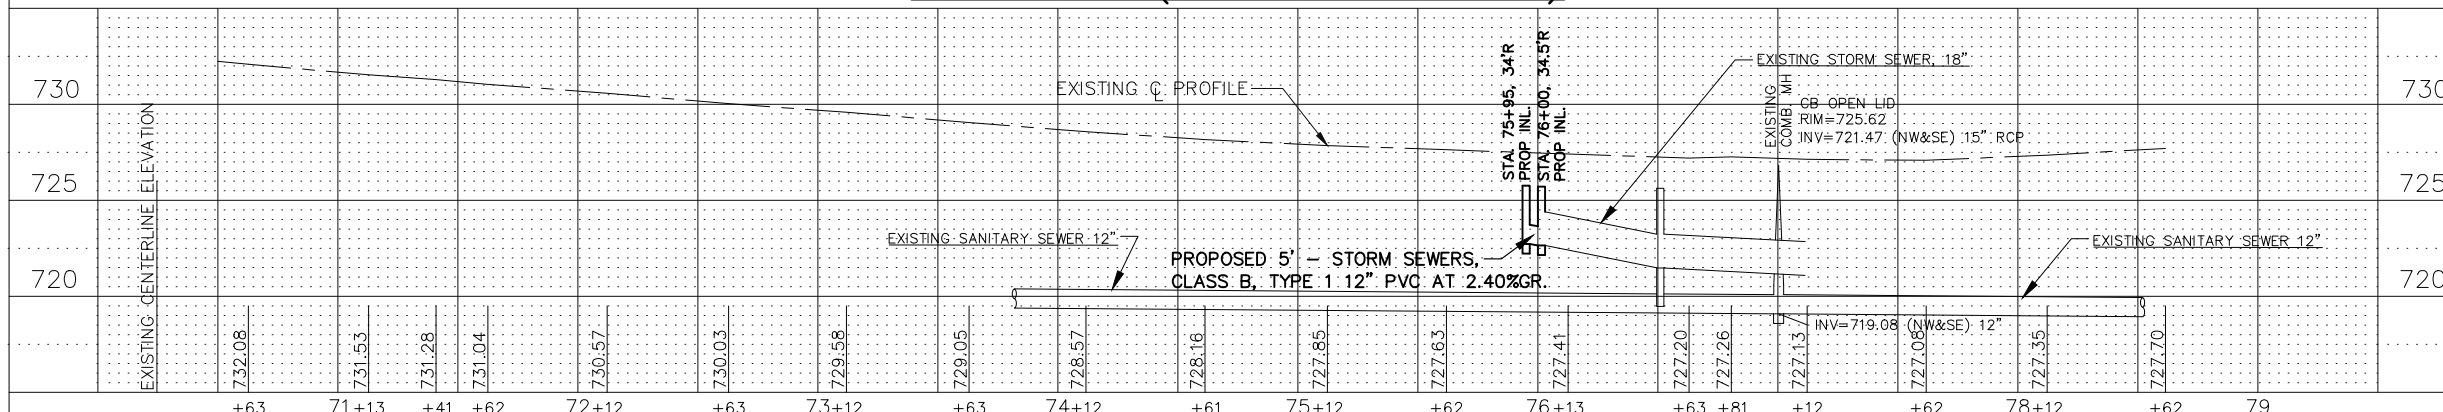 730
725
720
EXISTING CENTERLINE ELEVATION
EXISTING ℄ PROFILE
STA. 75+95, 34'R
PROP INL.
STA. 76+00, 34.5'R
PROP INL.
EXISTING STORM SEWER, 18"
EXISTING
COMB. MH
CB OPEN LID
RIM=725.62
INV=721.47 (NW&SE) 15" RCP
730
725
720
EXISTING SANITARY SEWER 12"
PROPOSED 5' – STORM SEWERS,
CLASS B, TYPE 1 12" PVC AT 2.40%GR.
EXISTING SANITARY SEWER 12"
INV=719.08 (NW&SE) 12"
732.08
731.53
731.28
731.04
730.57
730.03
729.58
729.05
728.57
728.16
727.85
727.63
727.41
727.20
727.26
727.13
727.08
727.35
727.70
+63 71+13 +41 +62 72+12 +63 73+12 +63 74+12 +61 75+12 +62 76+13 +63 +81 +12 +62 78+12 +62 79